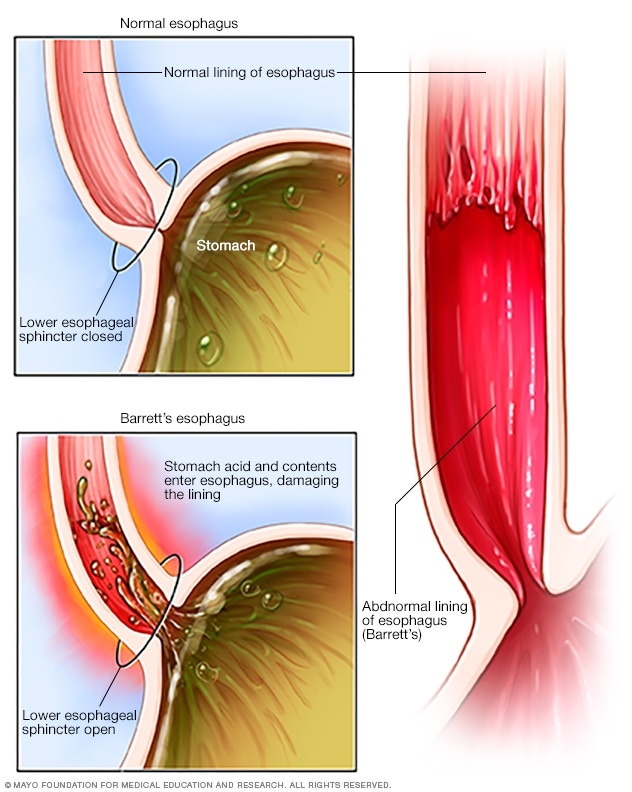 Normal esophagus
Normal lining of esophagus
Stomach
Lower esophageal
sphincter closed
Barrett's esophagus
Stomach acid and contents
enter esophagus, damaging
the lining
Abdnormal lining
of esophagus
(Barrett's)
Lower esophageal
sphincter open
© MAYO FOUNDATION FOR MEDICAL EDUCATION AND RESEARCH. ALL RIGHTS RESERVED.